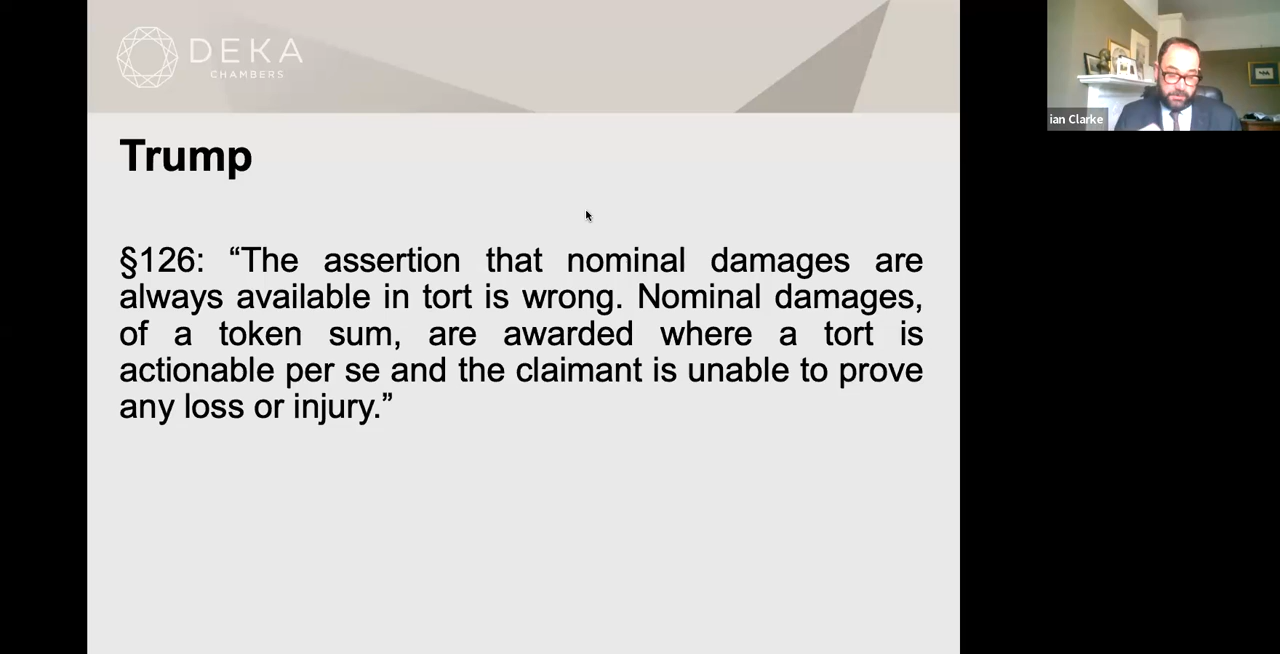 DEKA
CHAMBERS
ian Clarke
Trump
§126: “The assertion that nominal damages are
always available in tort is wrong. Nominal damages,
of a token sum, are awarded where a tort is
actionable per se and the claimant is unable to prove
any loss or injury.”